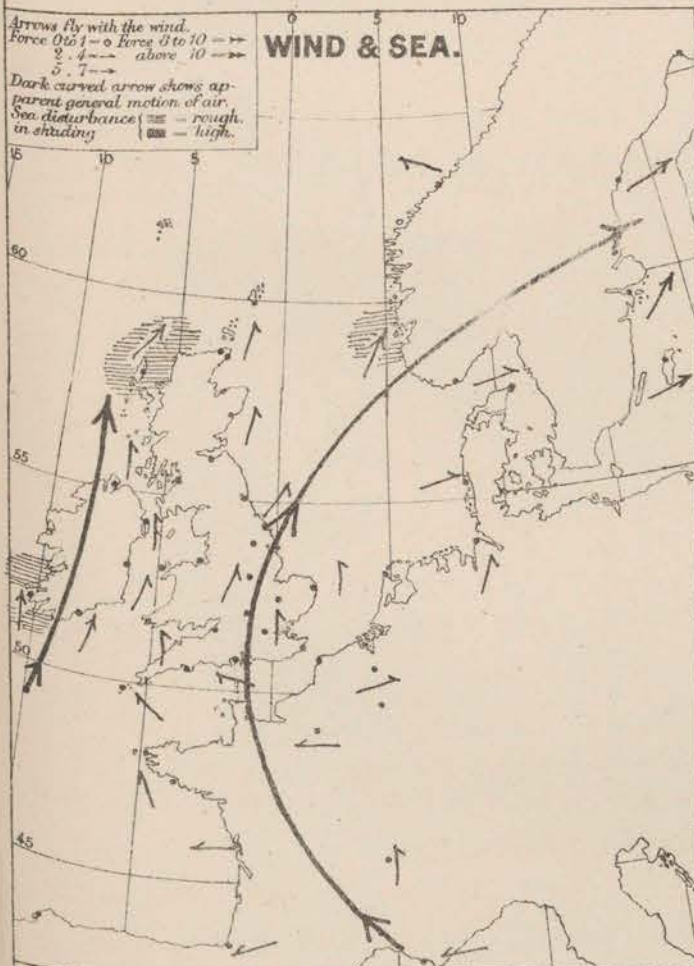 Arrows fly with the wind.
Force 0 to 1 – o Force 8 to 10 –
2 . 4 – above 10 –
5 . 7 –
Dark curved arrow shows ap-
parent general motion of air.
Sea disturbance { – rough.
in shading – high.
WIND & SEA.
0
10
15
10
5
60
55
50
45